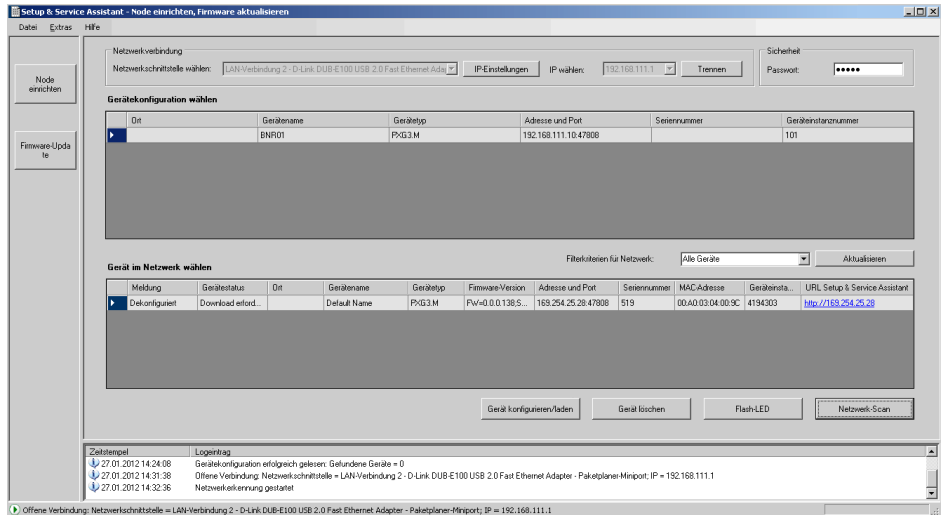 Setup & Service Assistant - Node einrichten, Firmware aktualisieren
Datei Extras Hilfe
Node einrichten
Firmware-Upda
te
Netzwerkverbindung
Netzwerkschnittstelle wählen: LAN-Verbindung 2 - D-Link DUB-E100 USB 2.0 Fast Ethernet Ada IP-Einstellungen IP wählen: 192.168.111.1 Trennen
Sicherheit
Passwort: •••••
Gerätekonfiguration wählen
Ort Gerätename Gerätetyp Adresse und Port Seriennummer Geräteinstanznummer
BNR01 PXG3.M 192.168.111.10:47808 101
Gerät im Netzwerk wählen
Filterkriterien für Netzwerk: Alle Geräte Aktualisieren
Meldung Gerätestatus Ort Gerätename Gerätetyp Firmware-Version Adresse und Port Seriennummer MAC-Adresse Geräteinsta... URL Setup & Service Assistant
Dekonfiguriert Download erford... Default Name PXG3.M FW=0.0.0.138;S... 169.254.25.28:47808 519 00;A0;03;04;00;9C 4194303 http://169.254.25.28
Gerät konfigurieren/laden Gerät löschen Flash-LED Netzwerk-Scan
Zeitstempel Logeintrag
27.01.2012 14:24:08 Gerätekonfiguration erfolgreich gelesen: Gefundene Geräte = 0
27.01.2012 14:31:38 Offene Verbindung: Netzwerkschnittstelle = LAN-Verbindung 2 - D-Link DUB-E100 USB 2.0 Fast Ethernet Adapter - Paketplaner-Miniport; IP = 192.168.111.1
27.01.2012 14:32:36 Netzwerkerkennung gestartet
Offene Verbindung: Netzwerkschnittstelle = LAN-Verbindung 2 - D-Link DUB-E100 USB 2.0 Fast Ethernet Adapter - Paketplaner-Miniport; IP = 192.168.111.1